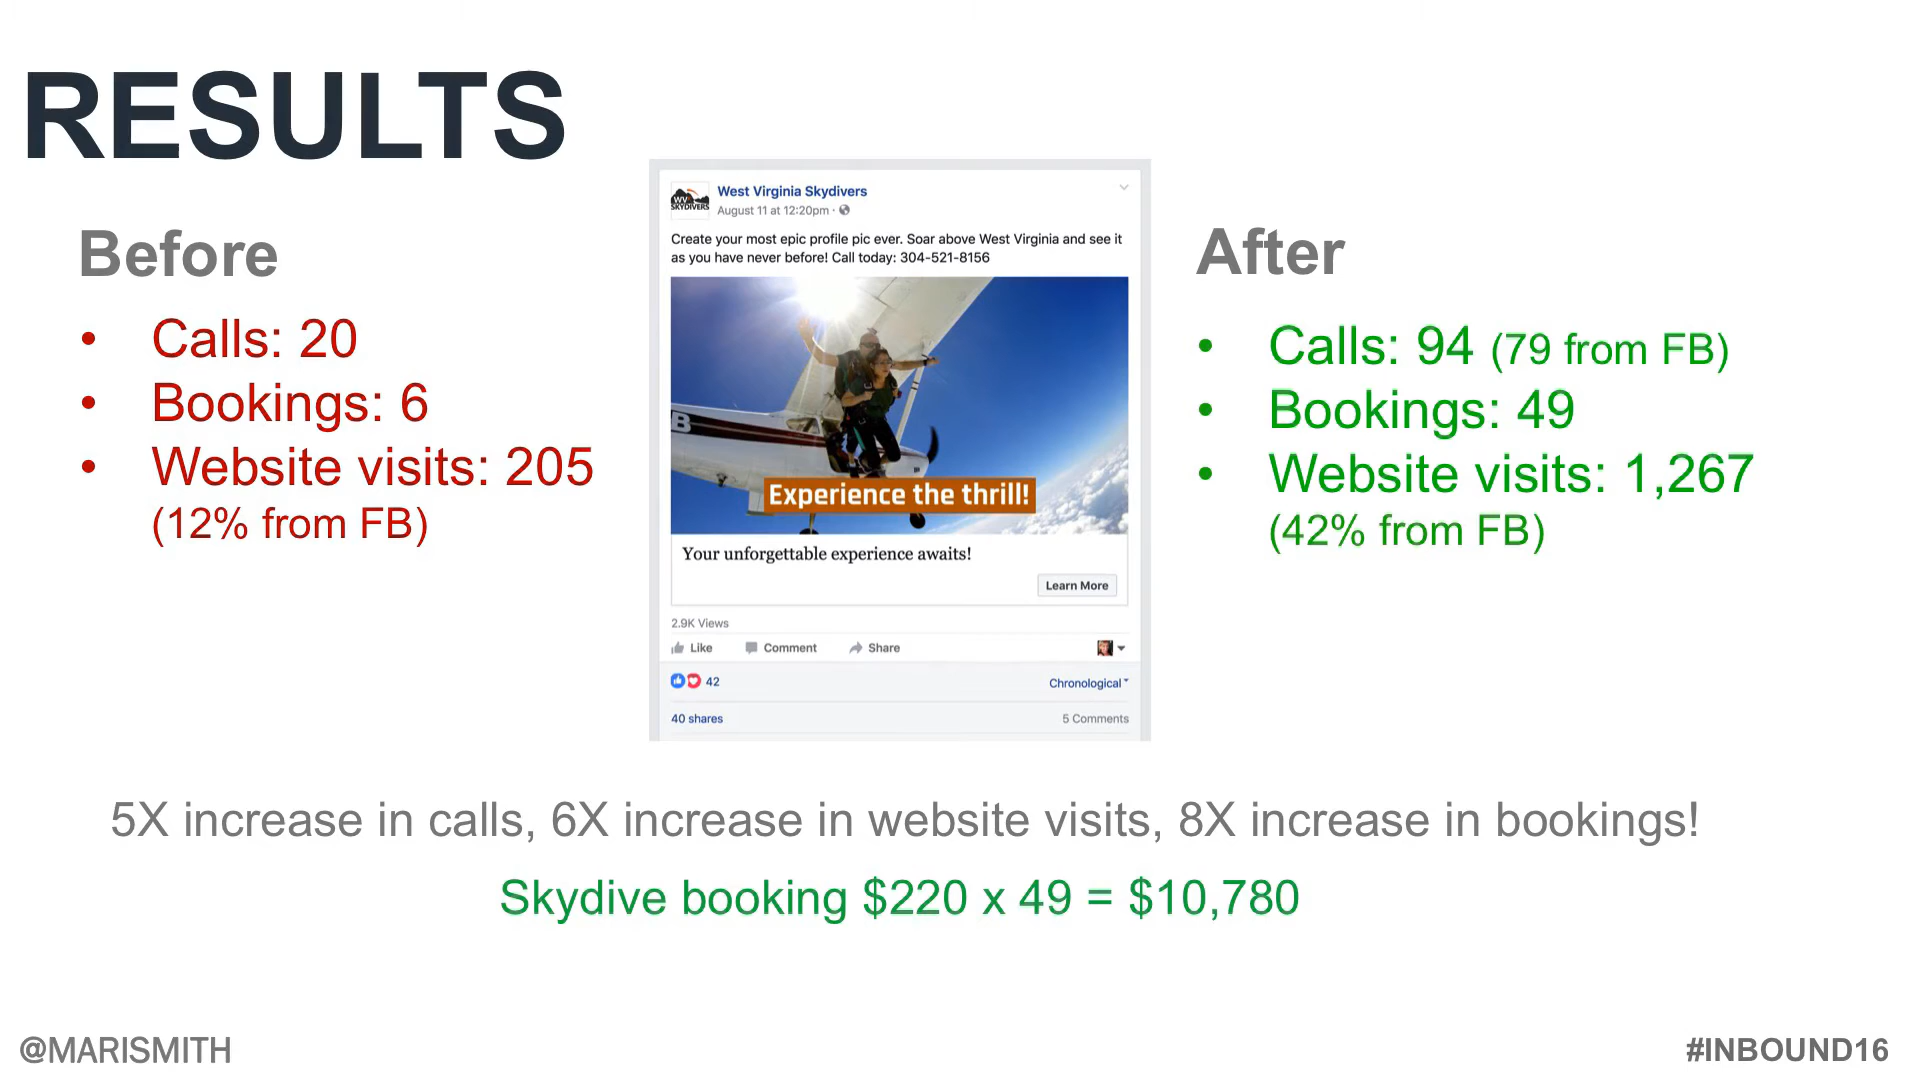 RESULTS
Before
• Calls: 20
• Bookings: 6
• Website visits: 205
(12% from FB)
WV
SKYDIVERS
West Virginia Skydivers
August 11 at 12:20pm ·
Create your most epic profile pic ever. Soar above West Virginia and see it
as you have never before! Call today: 304-521-8156
B
Experience the thrill!
Your unforgettable experience awaits!
Learn More
2.9K Views
Like Comment Share
42 Chronological
40 shares 5 Comments
After
• Calls: 94 (79 from FB)
• Bookings: 49
• Website visits: 1,267
(42% from FB)
5X increase in calls, 6X increase in website visits, 8X increase in bookings!
Skydive booking $220 x 49 = $10,780
@MARISMITH
#INBOUND16